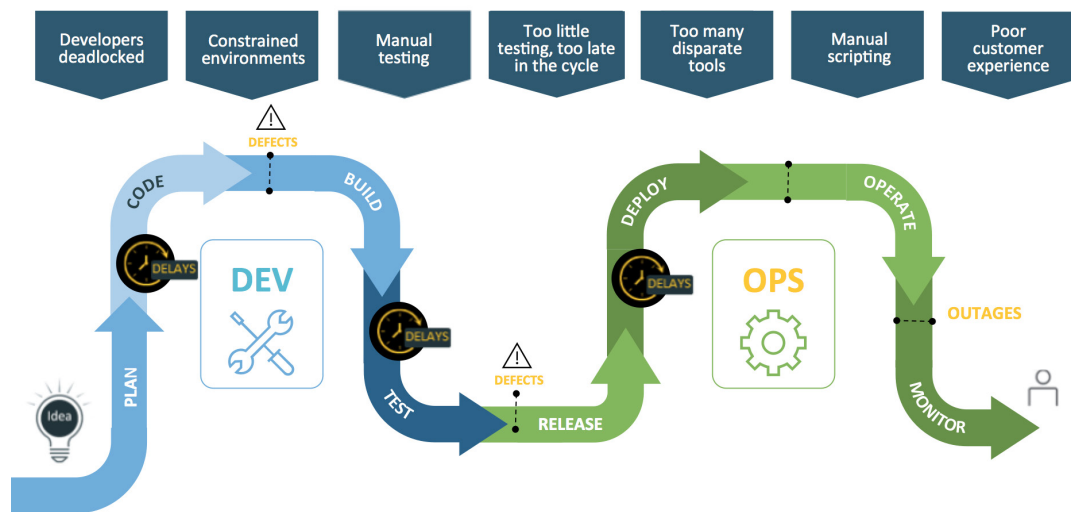 Developers
deadlocked
Constrained
environments
Manual
testing
Too little
testing, too late
in the cycle
Too many
disparate
tools
Manual
scripting
Poor
customer
experience
DEFECTS
CODE
BUILD
DEPLOY
OPERATE
DELAYS
DEV
DELAYS
OPS
DELAYS
OUTAGES
PLAN
DEFECTS
TEST
MONITOR
Idea
RELEASE